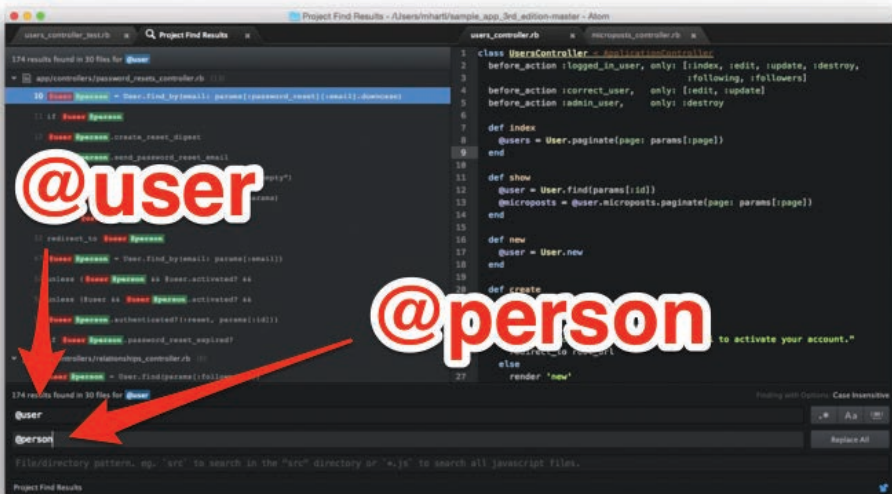 Project Find Results - /Users/mhartl/sample_app_3rd_edition-master - Atom
users_controller_test.rb
Project Find Results
users_controller.rb
microposts_controller.rb
174 results found in 30 files for @user
app/controllers/password_resets_controller.rb (13)
10 @user @person = User.find_by(email: params[:password_reset][:email].downcase)
11 if @user @person
12 @user @person.create_reset_digest
@person.send_password_reset_email
empty")
redirect_to @user @person
@user @person = User.find_by(email: params[:email])
unless (@user @person && @user.activated? &&
unless (@user && @user @person.activated? &&
@user @person.authenticated?(:reset, params[:id]))
if @user @person.password_reset_expired?
controllers/relationships_controller.rb
@user @person = User.find(params[:follow
1 class UsersController < ApplicationController
2 before_action :logged_in_user, only: [:index, :edit, :update, :destroy,
3 :following, :followers]
4 before_action :correct_user, only: [:edit, :update]
5 before_action :admin_user, only: :destroy
6
7 def index
8 @users = User.paginate(page: params[:page])
9 end
10
11 def show
12 @user = User.find(params[:id])
13 @microposts = @user.microposts.paginate(page: params[:page])
14 end
15
16 def new
17 @user = User.new
18 end
19
20 def create
to activate your account."
redirect_to root_url
else
27 render 'new'
@user
@person
174 results found in 30 files for @user
Finding with Options: Case Insensitive
@user
.* Aa
@person
Replace All
File/directory pattern. eg. `src` to search in the "src" directory or `*.js` to search all javascript files.
Project Find Results